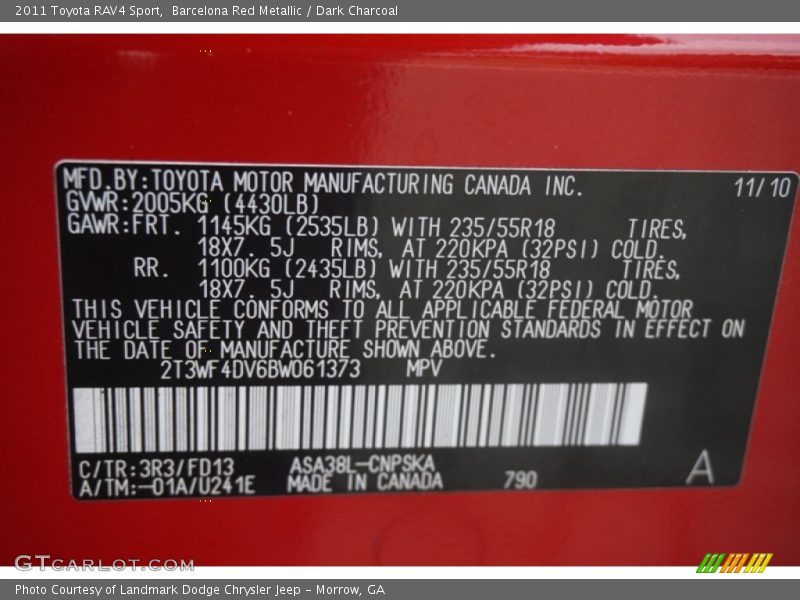 2011 Toyota RAV4 Sport,  Barcelona Red Metallic / Dark Charcoal
MFD.BY:TOYOTA MOTOR MANUFACTURING CANADA INC. 11/10
GVWR:2005KG (4430LB)
GAWR:FRT. 1145KG (2535LB) WITH 235/55R18 TIRES,
18X7. 5J RIMS, AT 220KPA (32PSI) COLD.
RR. 1100KG (2435LB) WITH 235/55R18 TIRES,
18X7. 5J RIMS, AT 220KPA (32PSI) COLD.
THIS VEHICLE CONFORMS TO ALL APPLICABLE FEDERAL MOTOR
VEHICLE SAFETY AND THEFT PREVENTION STANDARDS IN EFFECT ON
THE DATE OF MANUFACTURE SHOWN ABOVE.
2T3WF4DV6BW061373 MPV
C/TR:3R3/FD13 ASA38L-CNPSKA
A/TM:-01A/U241E MADE IN CANADA 790 A
GTCARLOT.COM
Photo Courtesy of Landmark Dodge Chrysler Jeep - Morrow, GA